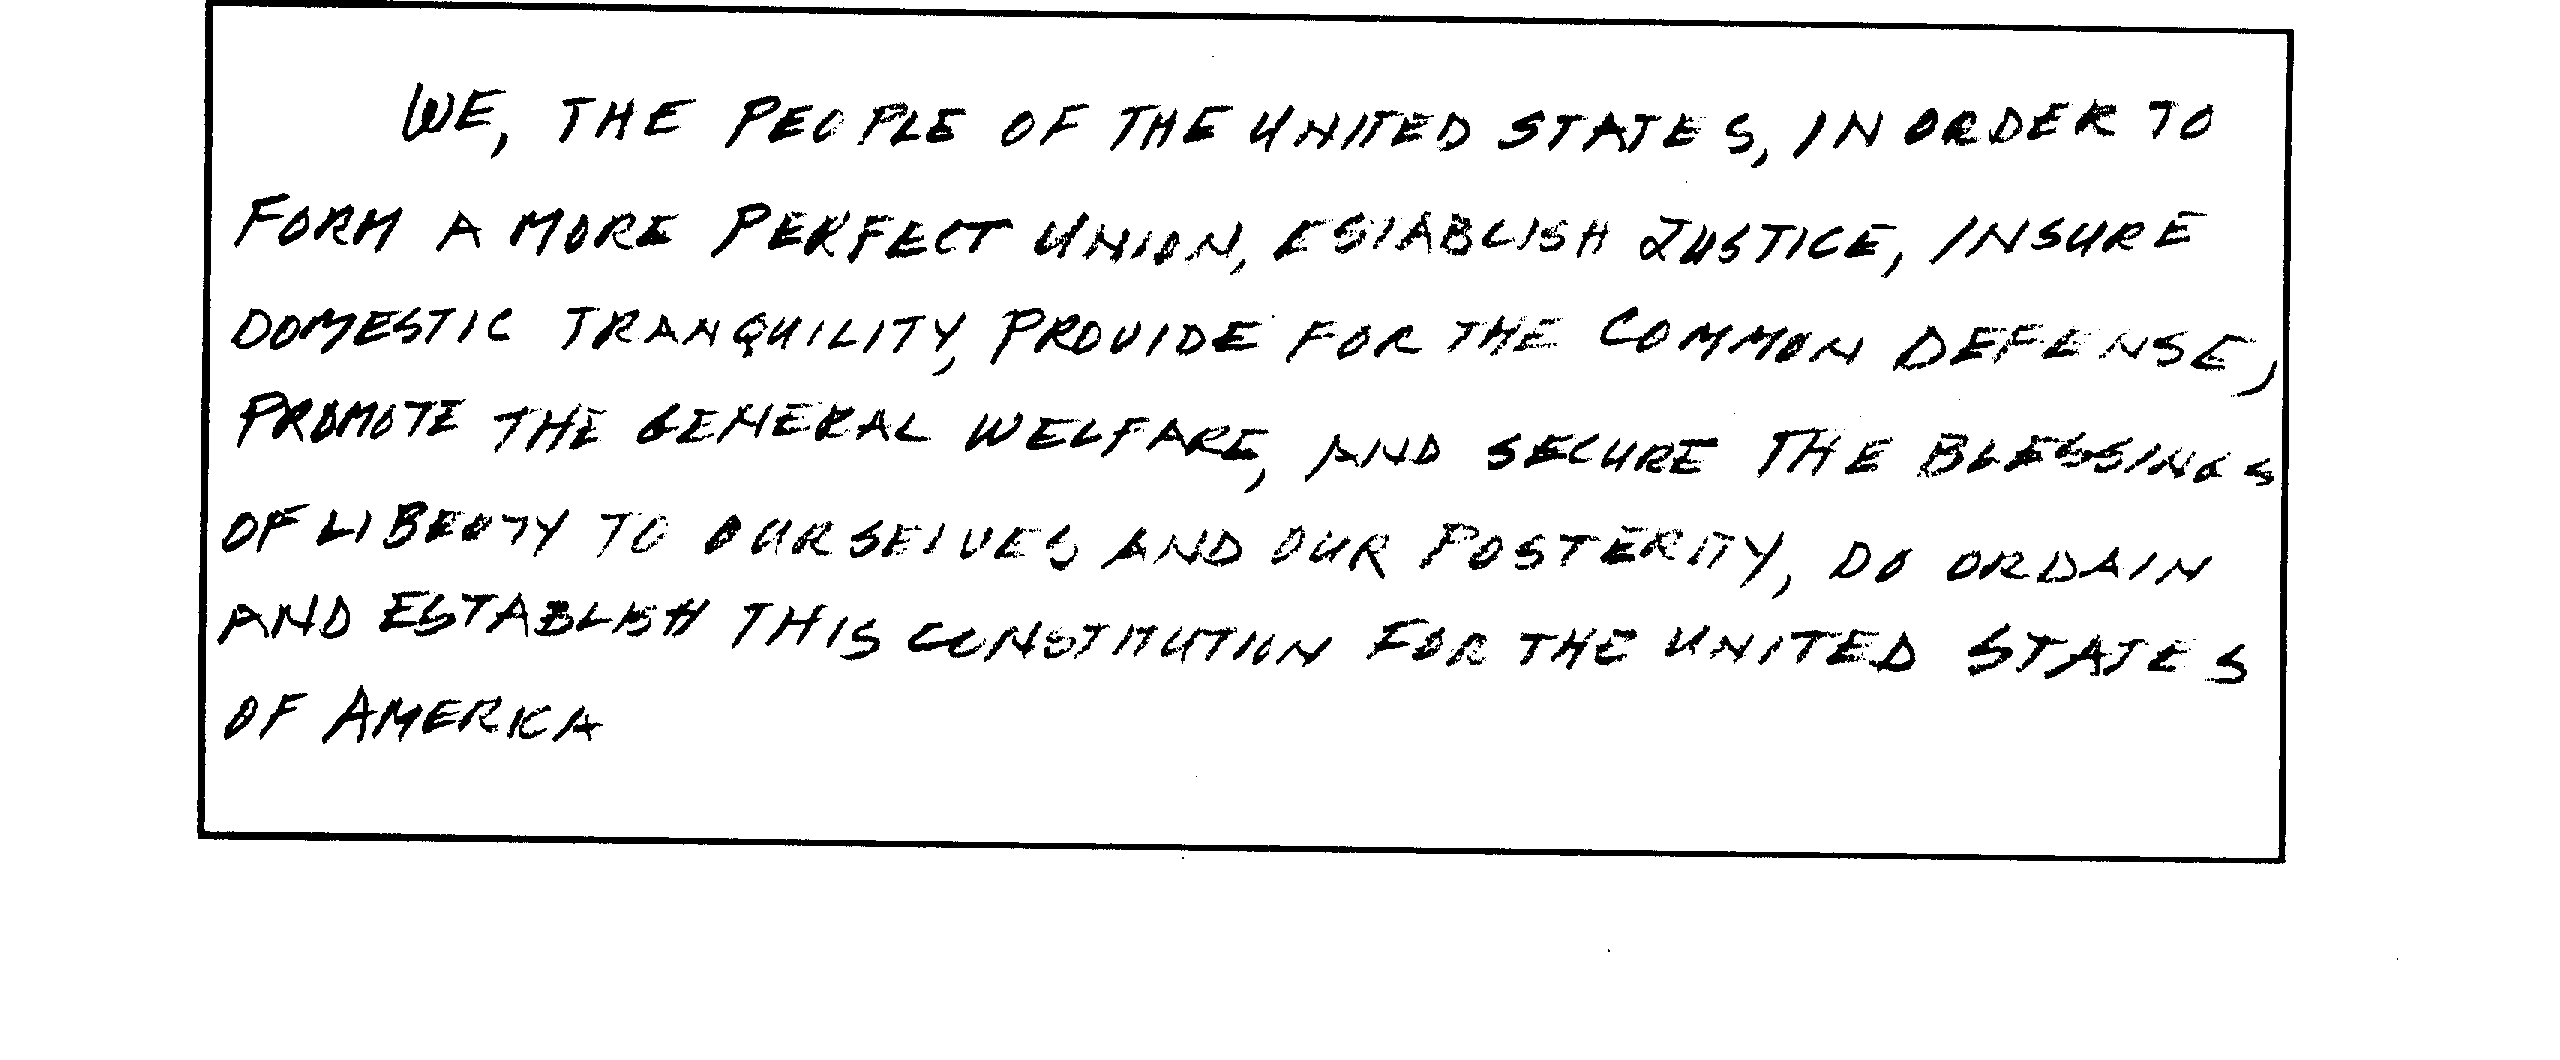 WE, THE PEOPLE OF THE UNITED STATES, IN ORDER TO
FORM A MORE PERFECT UNION, ESTABLISH JUSTICE, INSURE
DOMESTIC TRANQUILITY, PROVIDE FOR THE COMMON DEFENSE,
PROMOTE THE GENERAL WELFARE, AND SECURE THE BLESSINGS
OF LIBERTY TO OURSELVES AND OUR POSTERITY, DO ORDAIN
AND ESTABLISH THIS CONSTITUTION FOR THE UNITED STATES
OF AMERICA